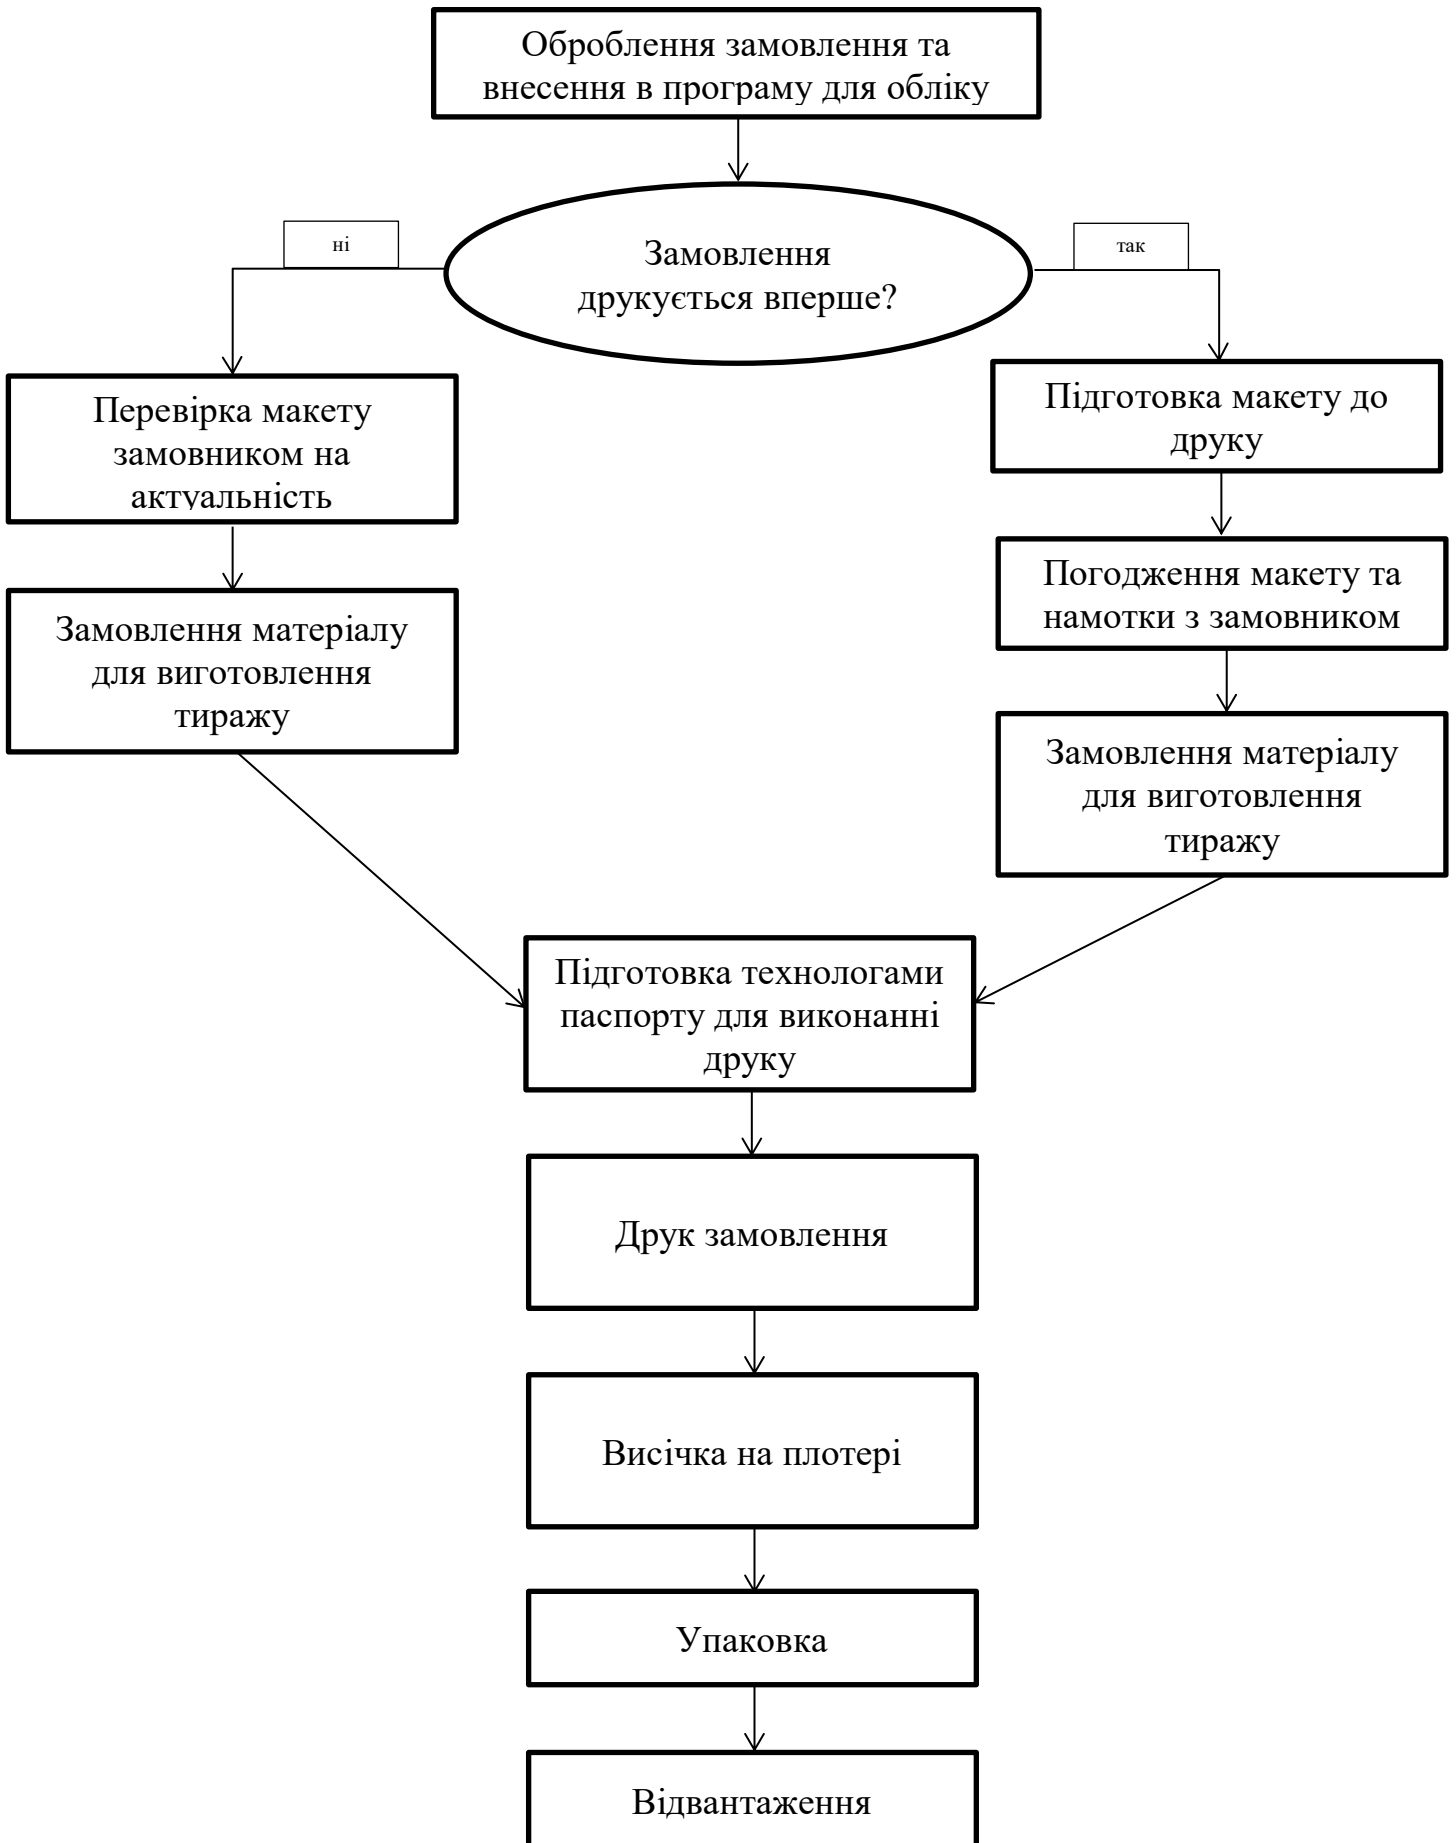 Оброблення замовлення та
внесення в програму для обліку
Замовлення
друкується вперше?
ні
так
Перевірка макету
замовником на
актуальність
Замовлення матеріалу
для виготовлення
тиражу
Підготовка макету до
друку
Погодження макету та
намотки з замовником
Замовлення матеріалу
для виготовлення
тиражу
Підготовка технологами
паспорту для виконанні
друку
Друк замовлення
Висічка на плотері
Упаковка
Відвантаження